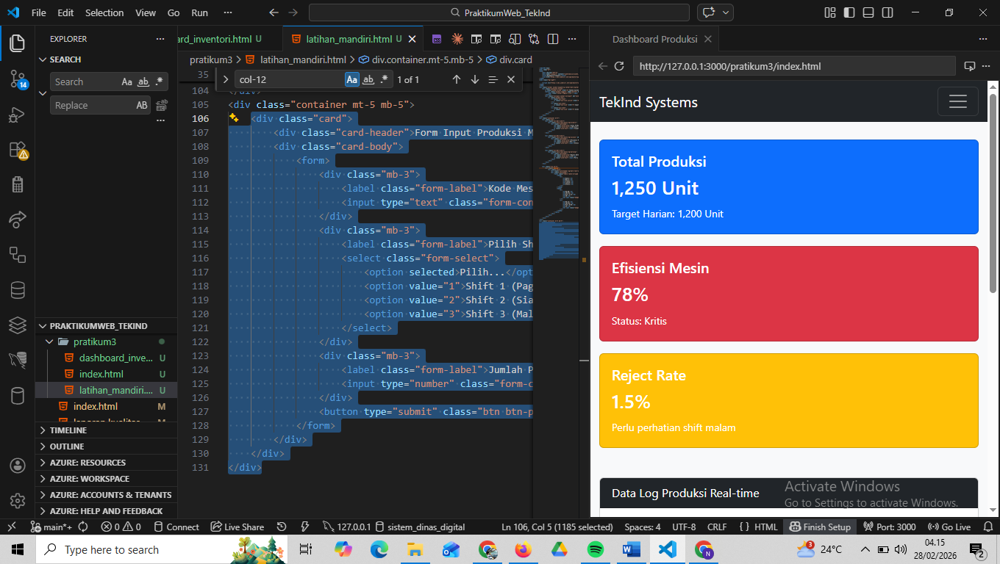 File Edit Selection View Go Run ··· PraktikumWeb_TekInd
EXPLORER ···
SEARCH
Search Aa ab .*
Replace AB
···
PRAKTIKUMWEB_TEKIND
pratikum3
dashboard_inve... U
index.html U
latihan_mandiri.... U
index.html M
TIMELINE
OUTLINE
AZURE: RESOURCES
AZURE: WORKSPACE
AZURE: ACCOUNTS & TENANTS
AZURE: HELP AND FEEDBACK
14
ard_inventori.html U latihan_mandiri.html U
pratikum3 > latihan_mandiri.html > div.container.mt-5.mb-5 > div.card
35
col-12 Aa ab .* 1 of 1
104 </div>
105 <div class="container mt-5 mb-5">
106 <div class="card">
107 <div class="card-header">Form Input Produksi M
108 <div class="card-body">
109 <form>
110 <div class="mb-3">
111 <label class="form-label">Kode Mes
112 <input type="text" class="form-con
113 </div>
114 <div class="mb-3">
115 <label class="form-label">Pilih Sh
116 <select class="form-select">
117 <option selected>Pilih...</opt
118 <option value="1">Shift 1 (Pag
119 <option value="2">Shift 2 (Sia
120 <option value="3">Shift 3 (Mal
121 </select>
122 </div>
123 <div class="mb-3">
124 <label class="form-label">Jumlah P
125 <input type="number" class="form-c
126 </div>
127 <button type="submit" class="btn btn-p
128 </form>
129 </div>
130 </div>
131 </div>
Dashboard Produksi
http://127.0.0.1:3000/pratikum3/index.html
TekInd Systems
Total Produksi
1,250 Unit
Target Harian: 1,200 Unit
Efisiensi Mesin
78%
Status: Kritis
Reject Rate
1.5%
Perlu perhatian shift malam
Data Log Produksi Real-time
Activate Windows
Go to Settings to activate Windows.
main*+ 0 0 Connect Live Share 127.0.0.1 sistem_dinas_digital Ln 106, Col 5 (1185 selected) Spaces: 4 UTF-8 CRLF { } HTML Finish Setup Port: 3000 Go Live
Type here to search
N
3 24°C
04.15
28/02/2026
2